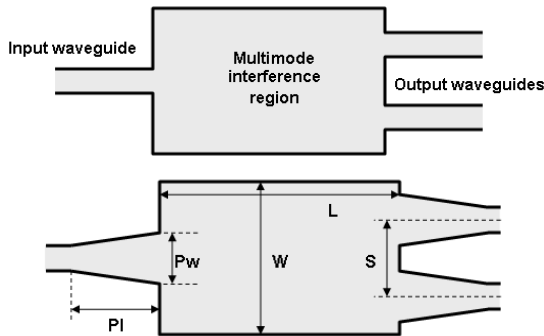 Input waveguide
Multimode
interference
region
Output waveguides
L
Pw
W
S
Pl